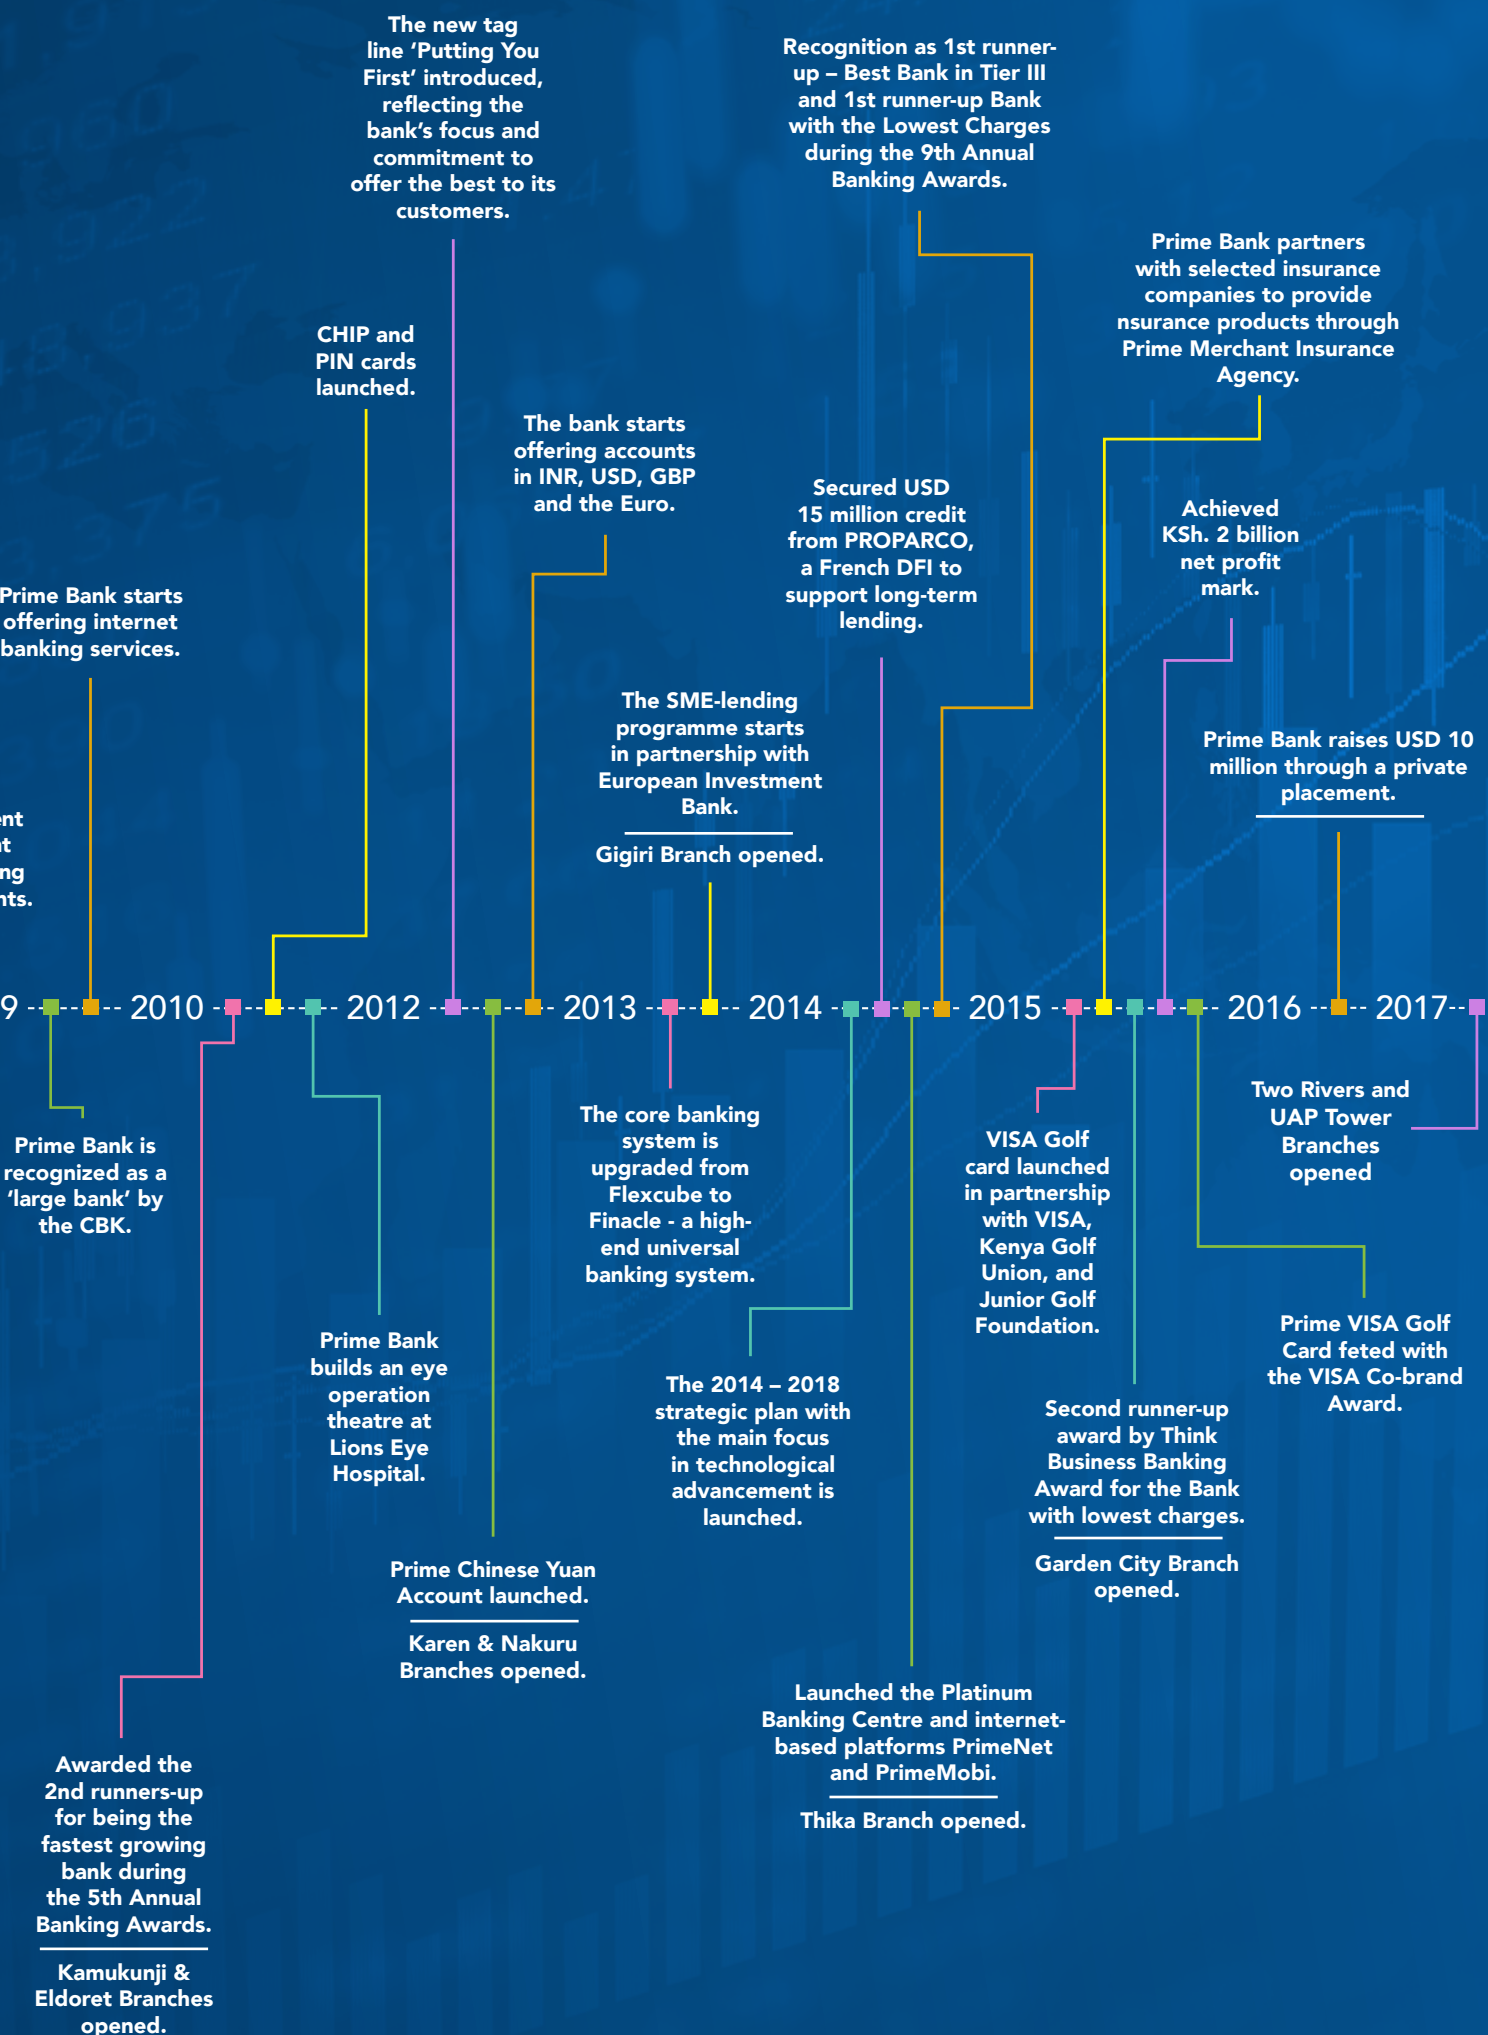 The new tag
line ‘Putting You
First’ introduced,
reflecting the
bank’s focus and
commitment to
offer the best to its
customers.
Recognition as 1st runner-
up – Best Bank in Tier III
and 1st runner-up Bank
with the Lowest Charges
during the 9th Annual
Banking Awards.
Prime Bank partners
with selected insurance
companies to provide
nsurance products through
Prime Merchant Insurance
Agency.
CHIP and
PIN cards
launched.
The bank starts
offering accounts
in INR, USD, GBP
and the Euro.
Secured USD
15 million credit
from PROPARCO,
a French DFI to
support long-term
lending.
Achieved
KSh. 2 billion
net profit
mark.
Prime Bank starts
offering internet
banking services.
The SME-lending
programme starts
in partnership with
European Investment
Bank.
Gigiri Branch opened.
Prime Bank raises USD 10
million through a private
placement.
ent
at
ng
nts.
9 2010 2012 2013 2014 2015 2016 2017
Prime Bank is
recognized as a
‘large bank’ by
the CBK.
The core banking
system is
upgraded from
Flexcube to
Finacle - a high-
end universal
banking system.
VISA Golf
card launched
in partnership
with VISA,
Kenya Golf
Union, and
Junior Golf
Foundation.
Two Rivers and
UAP Tower
Branches
opened
Prime Bank
builds an eye
operation
theatre at
Lions Eye
Hospital.
The 2014 – 2018
strategic plan with
the main focus
in technological
advancement is
launched.
Second runner-up
award by Think
Business Banking
Award for the Bank
with lowest charges.
Garden City Branch
opened.
Prime VISA Golf
Card feted with
the VISA Co-brand
Award.
Prime Chinese Yuan
Account launched.
Karen & Nakuru
Branches opened.
Launched the Platinum
Banking Centre and internet-
based platforms PrimeNet
and PrimeMobi.
Thika Branch opened.
Awarded the
2nd runners-up
for being the
fastest growing
bank during
the 5th Annual
Banking Awards.
Kamukunji &
Eldoret Branches
opened.